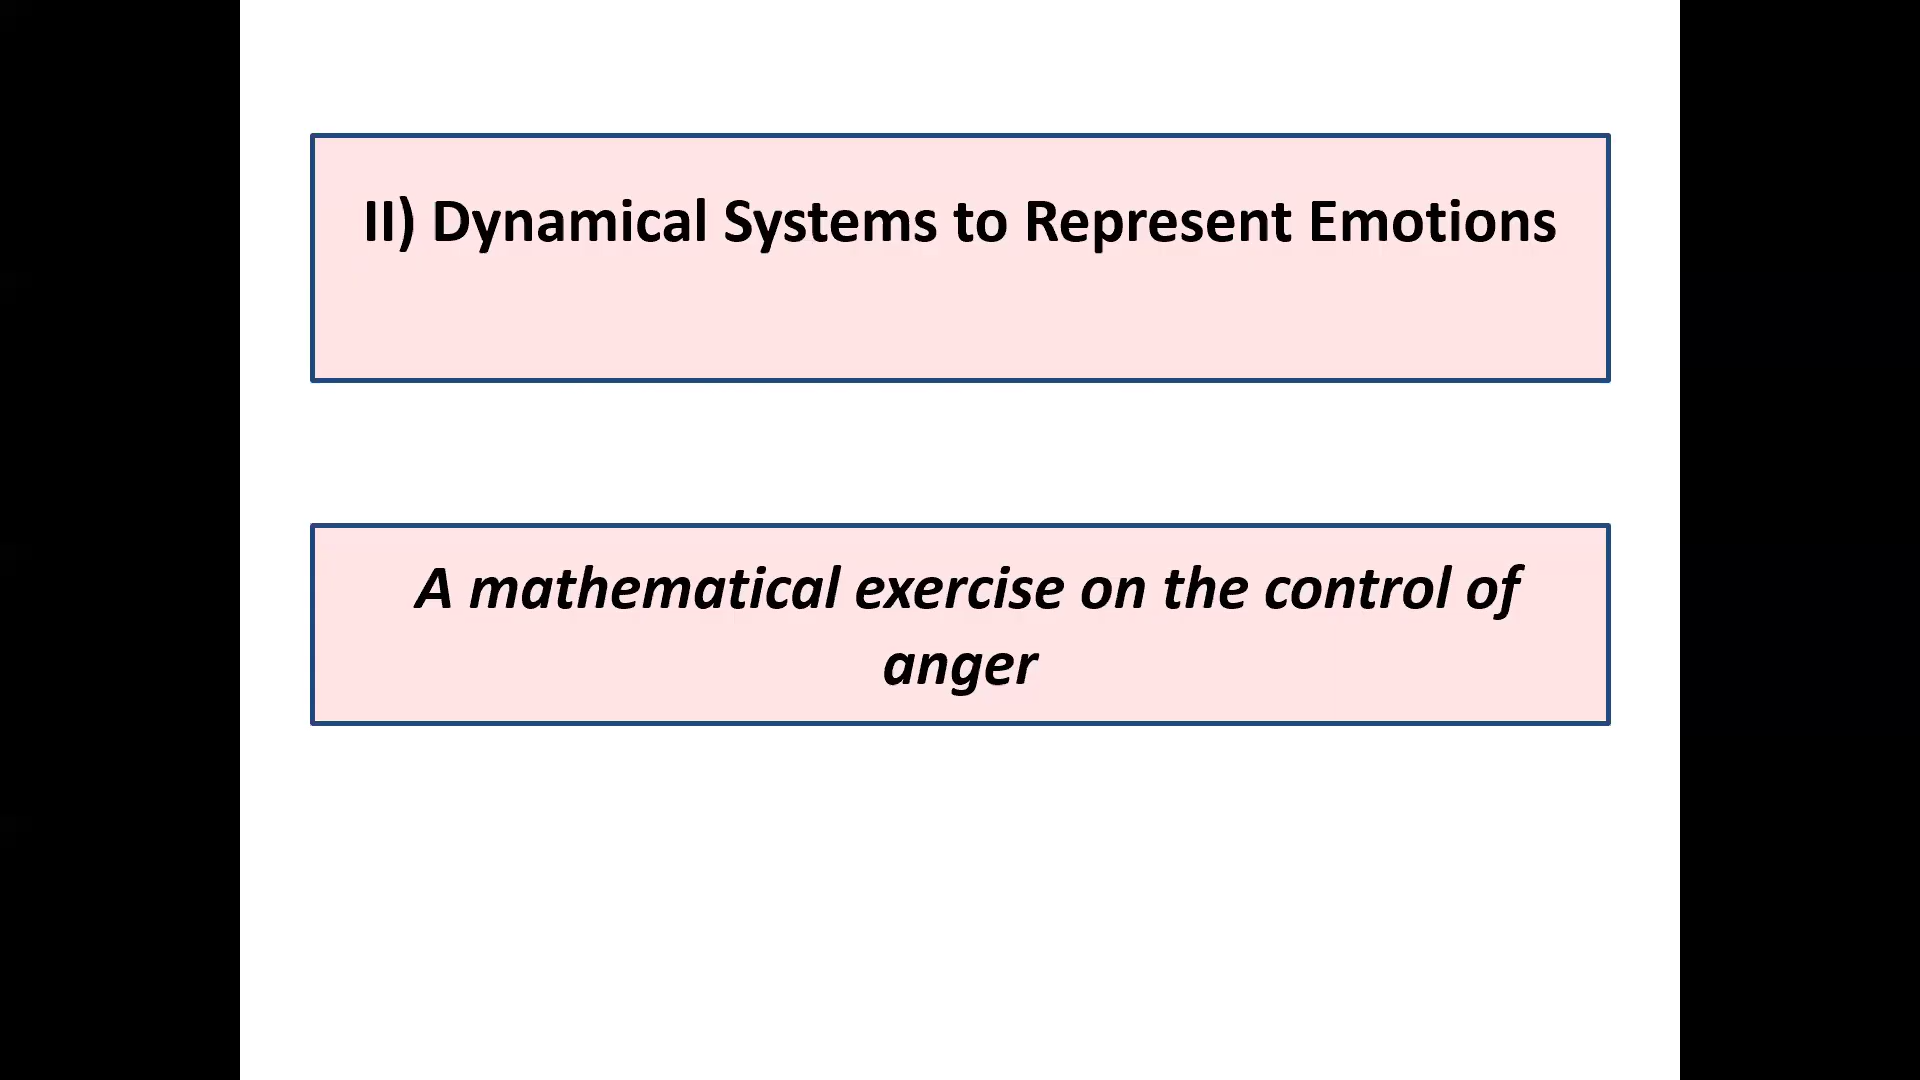 II) Dynamical Systems to Represent Emotions
A mathematical exercise on the control of
anger